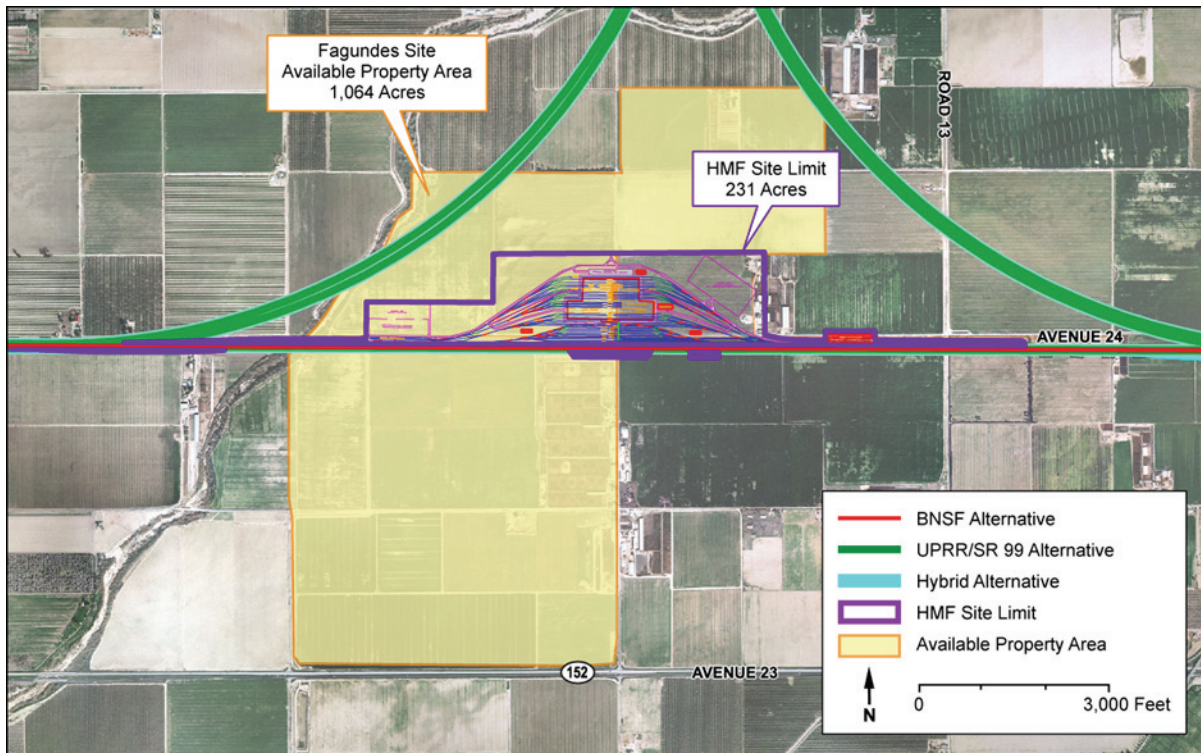 Fagundes Site
Available Property Area
1,064 Acres
HMF Site Limit
231 Acres
ROAD 13
AVENUE 24
152
AVENUE 23
BNSF Alternative
UPRR/SR 99 Alternative
Hybrid Alternative
HMF Site Limit
Available Property Area
N
0
3,000 Feet